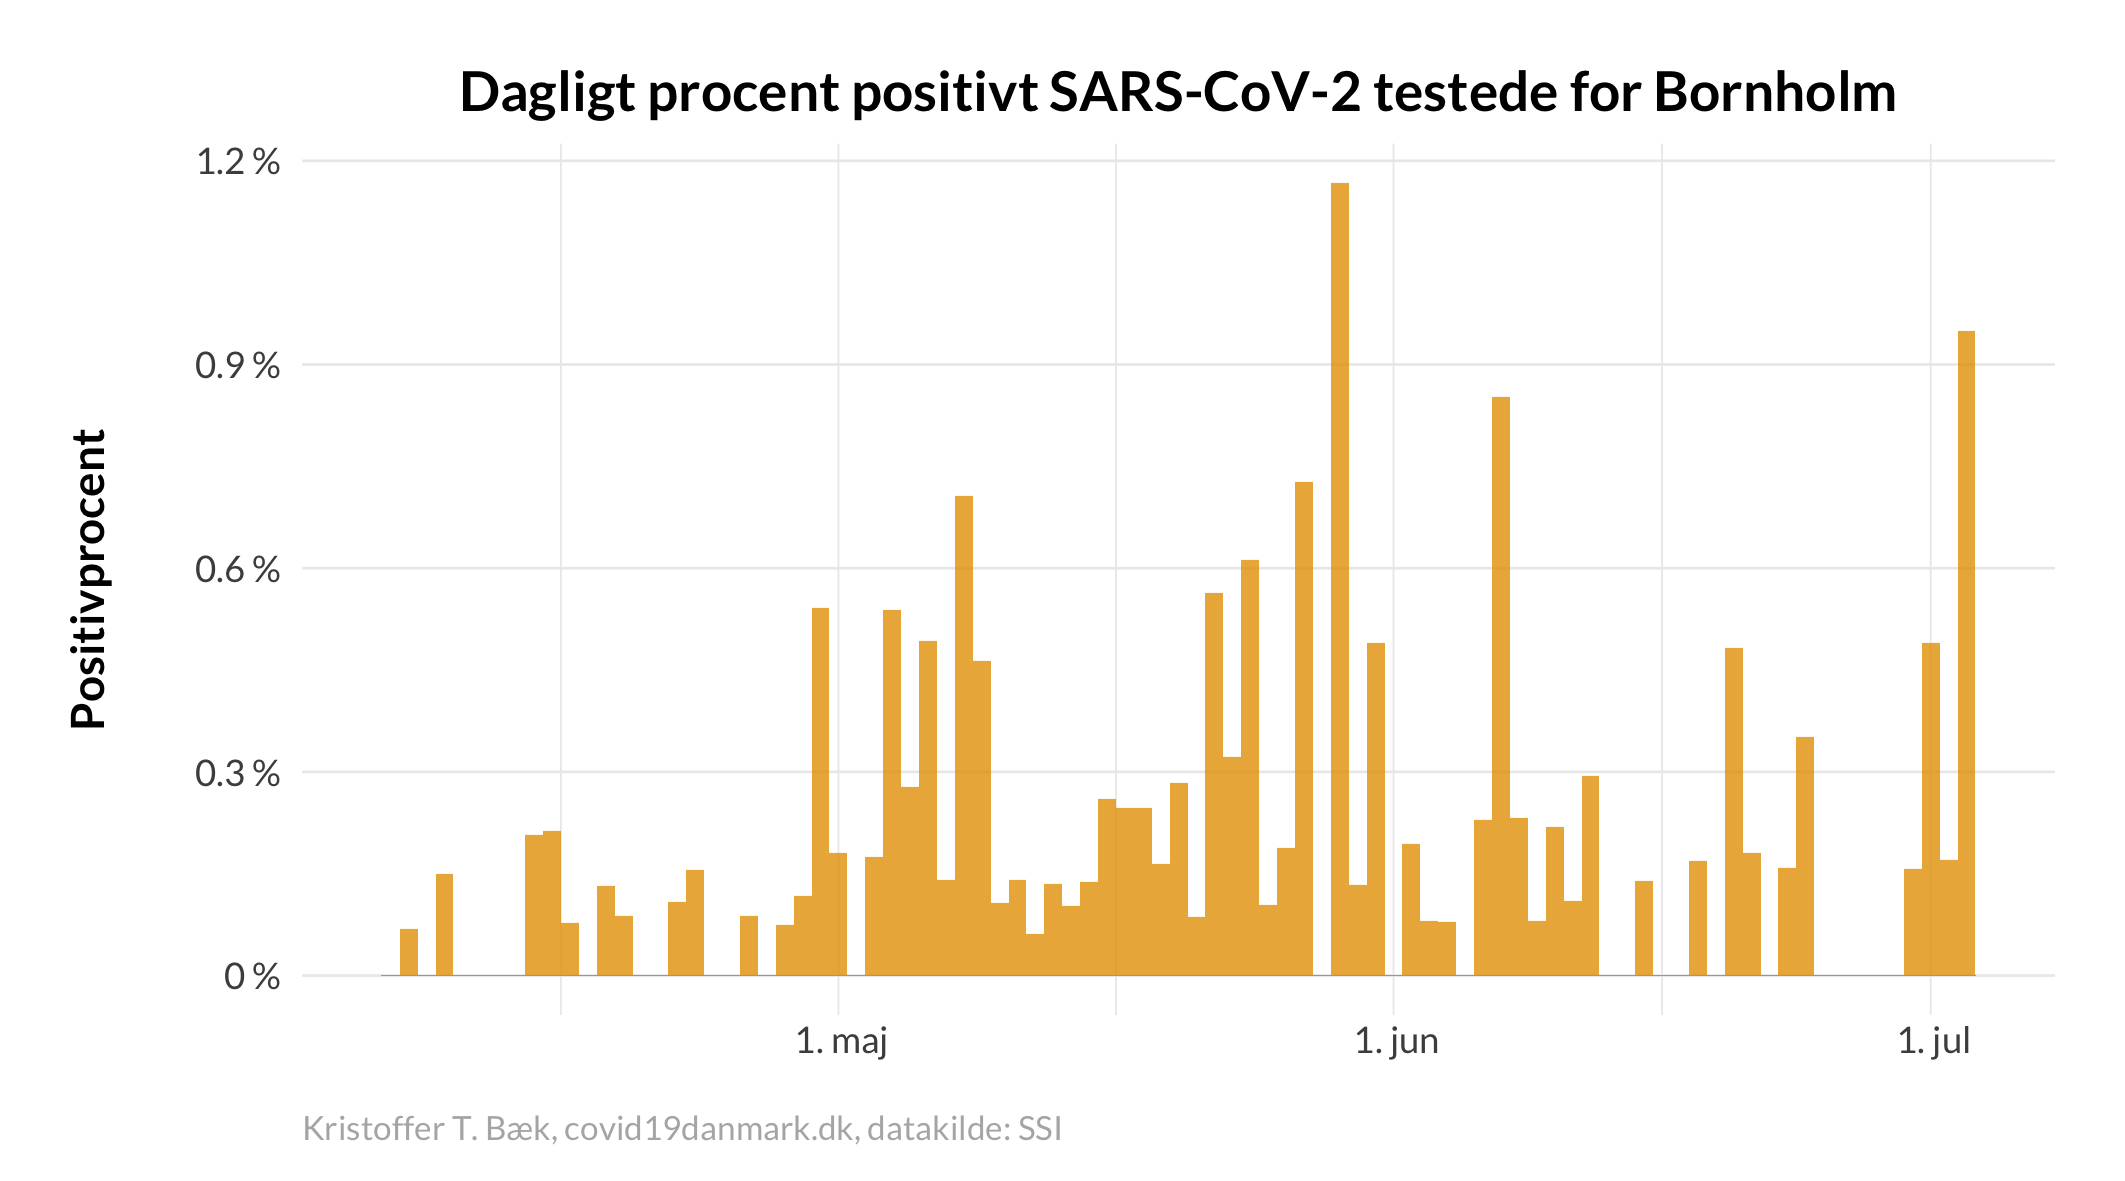 Dagligt procent positivt SARS-CoV-2 testede for Bornholm
Positivprocent
1.2 %
0.9 %
0.6 %
0.3 %
0 %
1. maj
1. jun
1. jul
Kristoffer T. Bæk, covid19danmark.dk, datakilde: SSI